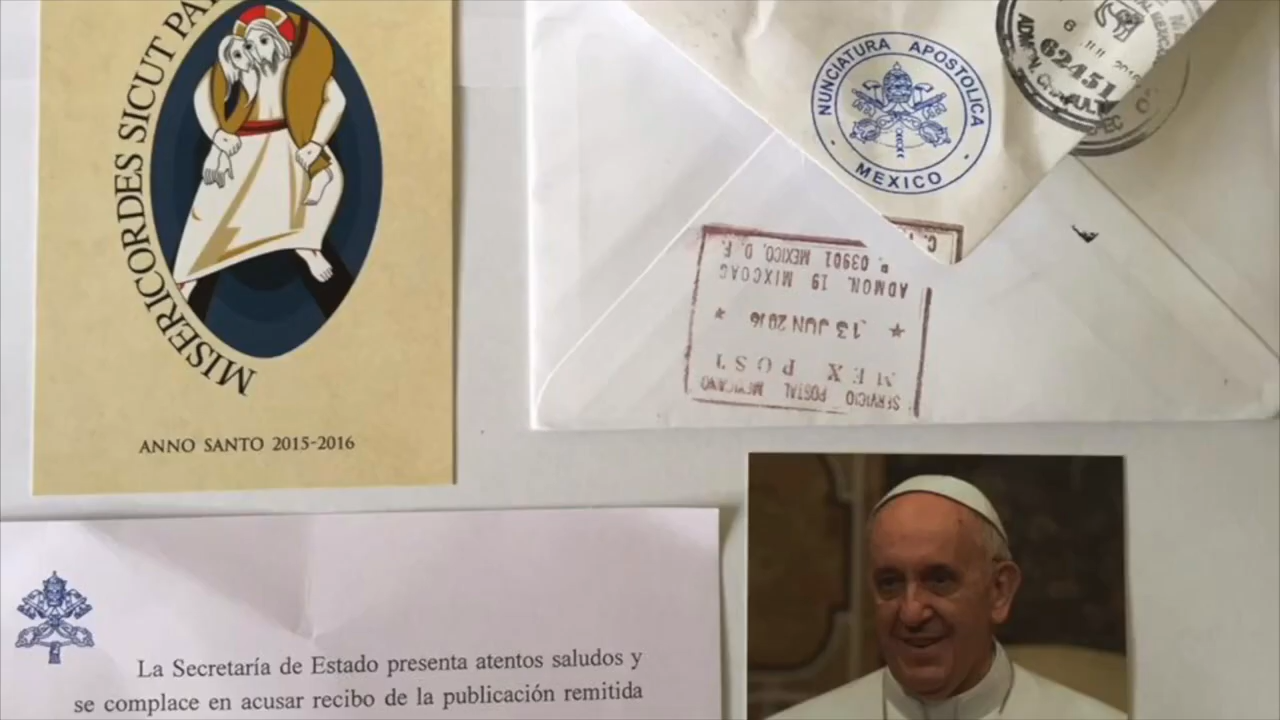 MISERICORDES SICUT PA
ANNO SANTO 2015-2016
NUNCIATURA APOSTOLICA
MEXICO
62451
SERVICIO POSTAL MEXICANO
MEX POST
★ 13 JUN 2016 ★
ADMON. 19 MIXCOAC
P. 03901 MEXICO, D. F.
La Secretaría de Estado presenta atentos saludos y
se complace en acusar recibo de la publicación remitida